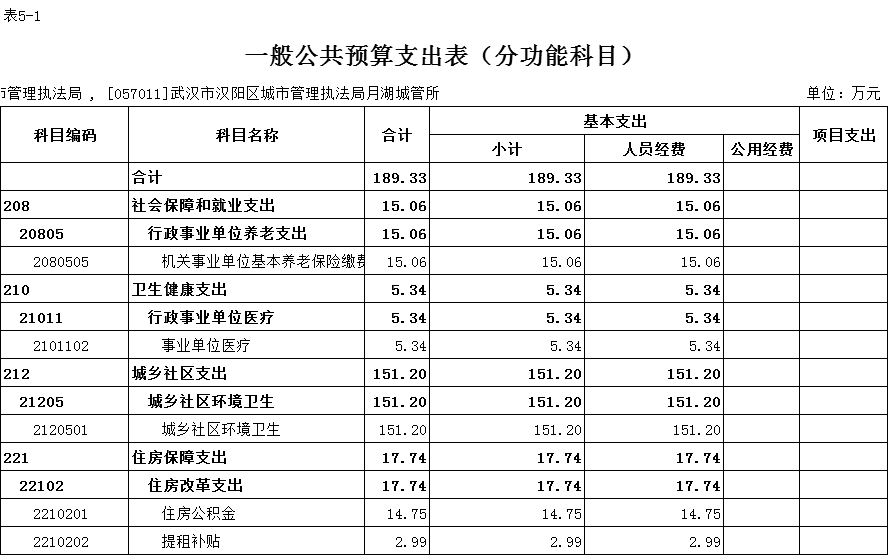 表5-1
一般公共预算支出表（分功能科目）
市管理执法局 , [057011]武汉市汉阳区城市管理执法局月湖城管所 单位：万元
科目编码 科目名称 合计 基本支出 项目支出
小计 人员经费 公用经费
合计 189.33 189.33 189.33
208 社会保障和就业支出 15.06 15.06 15.06
20805 行政事业单位养老支出 15.06 15.06 15.06
2080505 机关事业单位基本养老保险缴费 15.06 15.06 15.06
210 卫生健康支出 5.34 5.34 5.34
21011 行政事业单位医疗 5.34 5.34 5.34
2101102 事业单位医疗 5.34 5.34 5.34
212 城乡社区支出 151.20 151.20 151.20
21205 城乡社区环境卫生 151.20 151.20 151.20
2120501 城乡社区环境卫生 151.20 151.20 151.20
221 住房保障支出 17.74 17.74 17.74
22102 住房改革支出 17.74 17.74 17.74
2210201 住房公积金 14.75 14.75 14.75
2210202 提租补贴 2.99 2.99 2.99